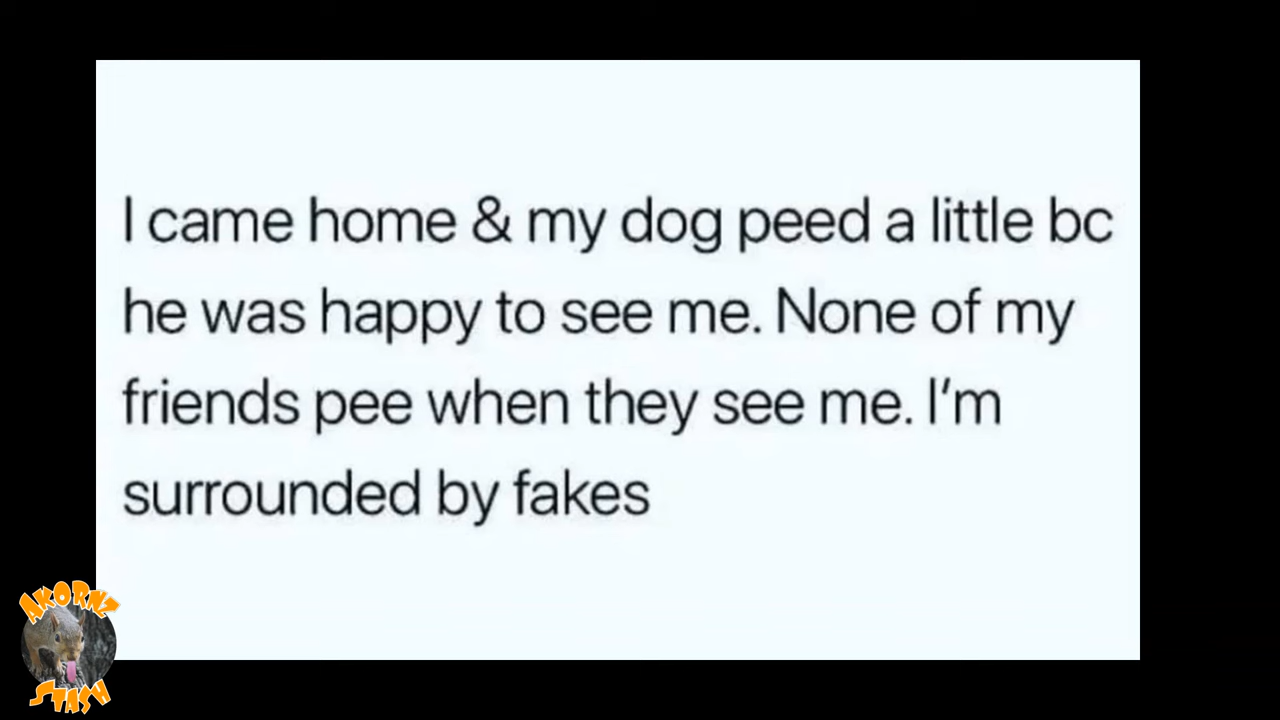 I came home & my dog peed a little bc
he was happy to see me. None of my
friends pee when they see me. I'm
surrounded by fakes
AKORNZ
STASH